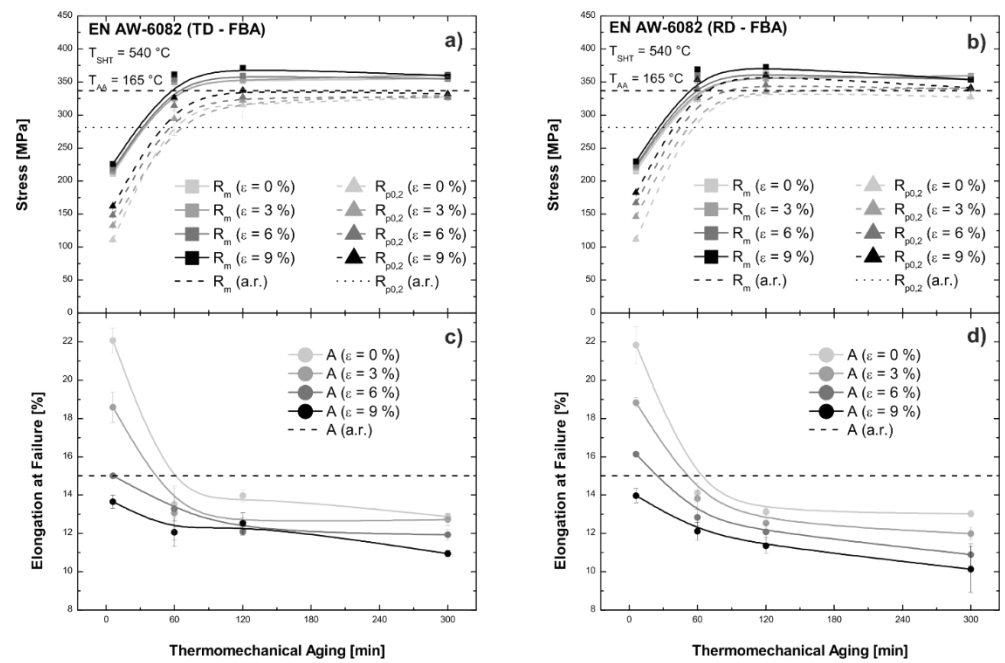 EN AW-6082 (TD - FBA)
a)
T_SHT = 540 °C
T_AA = 165 °C
450
400
350
300
250
200
150
100
50
0
Stress [MPa]
R_m (ε = 0 %)
R_p0,2 (ε = 0 %)
R_m (ε = 3 %)
R_p0,2 (ε = 3 %)
R_m (ε = 6 %)
R_p0,2 (ε = 6 %)
R_m (ε = 9 %)
R_p0,2 (ε = 9 %)
R_m (a.r.)
R_p0,2 (a.r.)
EN AW-6082 (RD - FBA)
b)
T_SHT = 540 °C
T_AA = 165 °C
450
400
350
300
250
200
150
100
50
0
Stress [MPa]
R_m (ε = 0 %)
R_p0,2 (ε = 0 %)
R_m (ε = 3 %)
R_p0,2 (ε = 3 %)
R_m (ε = 6 %)
R_p0,2 (ε = 6 %)
R_m (ε = 9 %)
R_p0,2 (ε = 9 %)
R_m (a.r.)
R_p0,2 (a.r.)
c)
22
20
18
16
14
12
10
8
Elongation at Failure [%]
A (ε = 0 %)
A (ε = 3 %)
A (ε = 6 %)
A (ε = 9 %)
A (a.r.)
0 60 120 180 240 300
Thermomechanical Aging [min]
d)
22
20
18
16
14
12
10
8
Elongation at Failure [%]
A (ε = 0 %)
A (ε = 3 %)
A (ε = 6 %)
A (ε = 9 %)
A (a.r.)
0 60 120 180 240 300
Thermomechanical Aging [min]